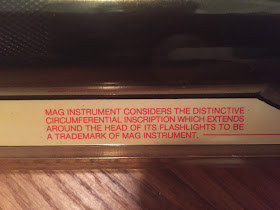 MAG INSTRUMENT CONSIDERS THE DISTINCTIVE
CIRCUMFERENTIAL INSCRIPTION WHICH EXTENDS
AROUND THE HEAD OF ITS FLASHLIGHTS TO BE
A TRADEMARK OF MAG INSTRUMENT.